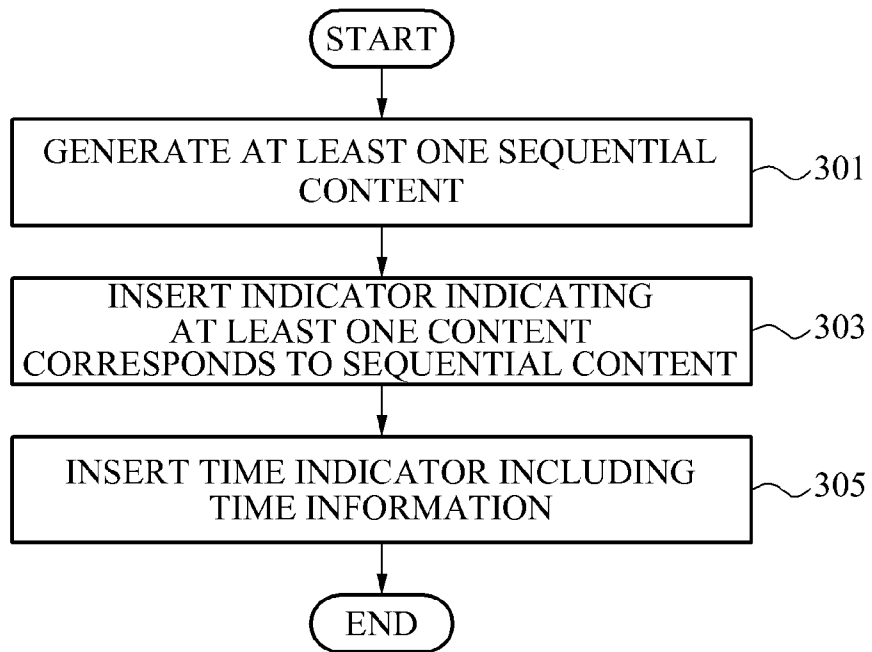 START
GENERATE AT LEAST ONE SEQUENTIAL
CONTENT
301
INSERT INDICATOR INDICATING
AT LEAST ONE CONTENT
CORRESPONDS TO SEQUENTIAL CONTENT
303
INSERT TIME INDICATOR INCLUDING
TIME INFORMATION
305
END